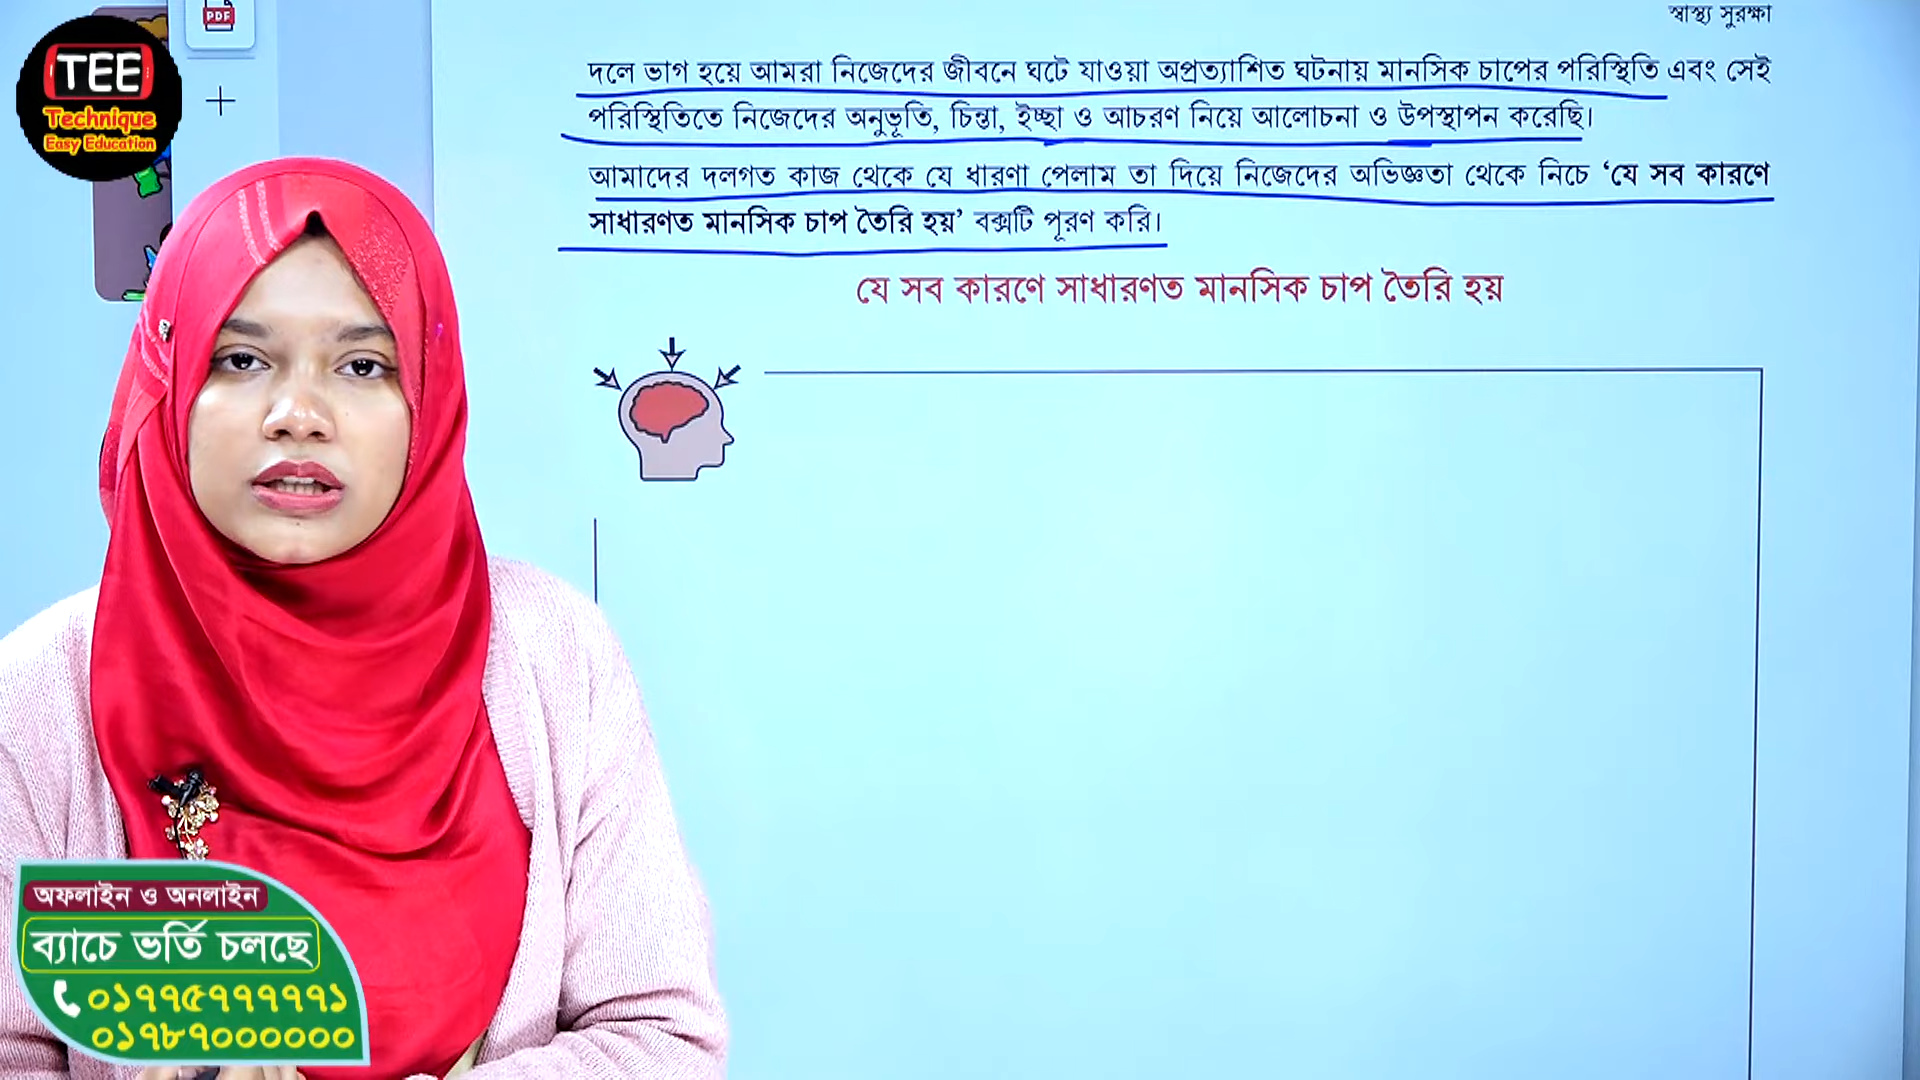 PDF
TEE
Technique
Easy Education
স্বাস্থ্য সুরক্ষা
দলে ভাগ হয়ে আমরা নিজেদের জীবনে ঘটে যাওয়া অপ্রত্যাশিত ঘটনায় মানসিক চাপের পরিস্থিতি এবং সেই
পরিস্থিতিতে নিজেদের অনুভূতি, চিন্তা, ইচ্ছা ও আচরণ নিয়ে আলোচনা ও উপস্থাপন করেছি।
আমাদের দলগত কাজ থেকে যে ধারণা পেলাম তা দিয়ে নিজেদের অভিজ্ঞতা থেকে নিচে ‘যে সব কারণে
সাধারণত মানসিক চাপ তৈরি হয়’ বক্সটি পূরণ করি।
যে সব কারণে সাধারণত মানসিক চাপ তৈরি হয়
অফলাইন ও অনলাইন
ব্যাচে ভর্তি চলছে
০১৭৭৫৭৭৭৭৭১
০১৭৮৭০০০০০০